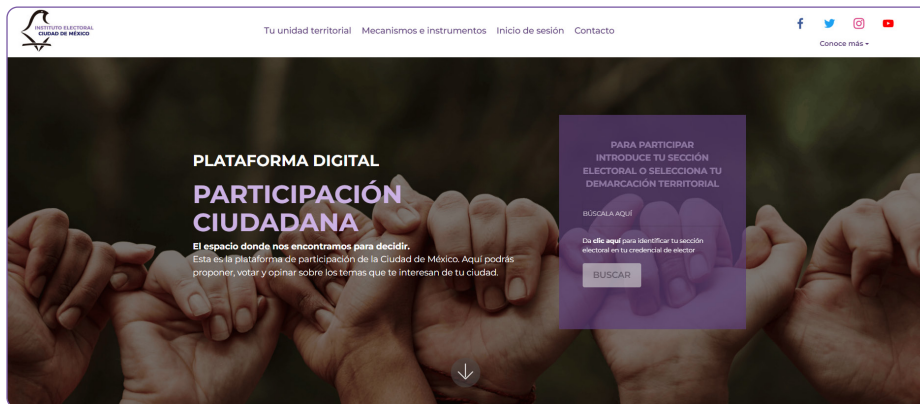 INSTITUTO ELECTORAL
CIUDAD DE MÉXICO
Tu unidad territorial Mecanismos e instrumentos Inicio de sesión Contacto
Conoce más
PLATAFORMA DIGITAL
PARTICIPACIÓN
CIUDADANA
El espacio donde nos encontramos para decidir.
Esta es la plataforma de participación de la Ciudad de México. Aquí podrás
proponer, votar y opinar sobre los temas que te interesan de tu ciudad.
PARA PARTICIPAR
INTRODUCE TU SECCIÓN
ELECTORAL O SELECCIONA TU
DEMARCACIÓN TERRITORIAL
BÚSCALA AQUÍ
Da clic aquí para identificar tu sección
electoral en tu credencial de elector
BUSCAR